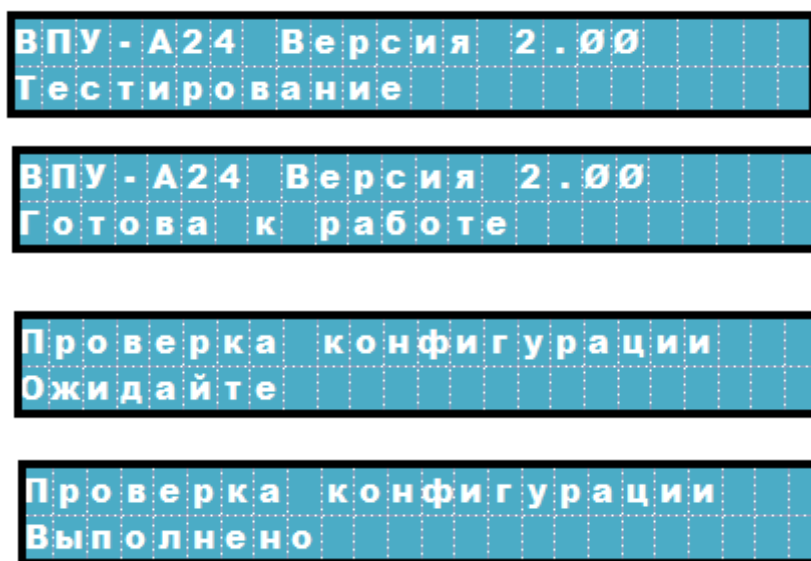 ВПУ-А24 Версия 2.ØØ
Тестирование
ВПУ-А24 Версия 2.ØØ
Готова к работе
Проверка конфигурации
Ожидайте
Проверка конфигурации
Выполнено